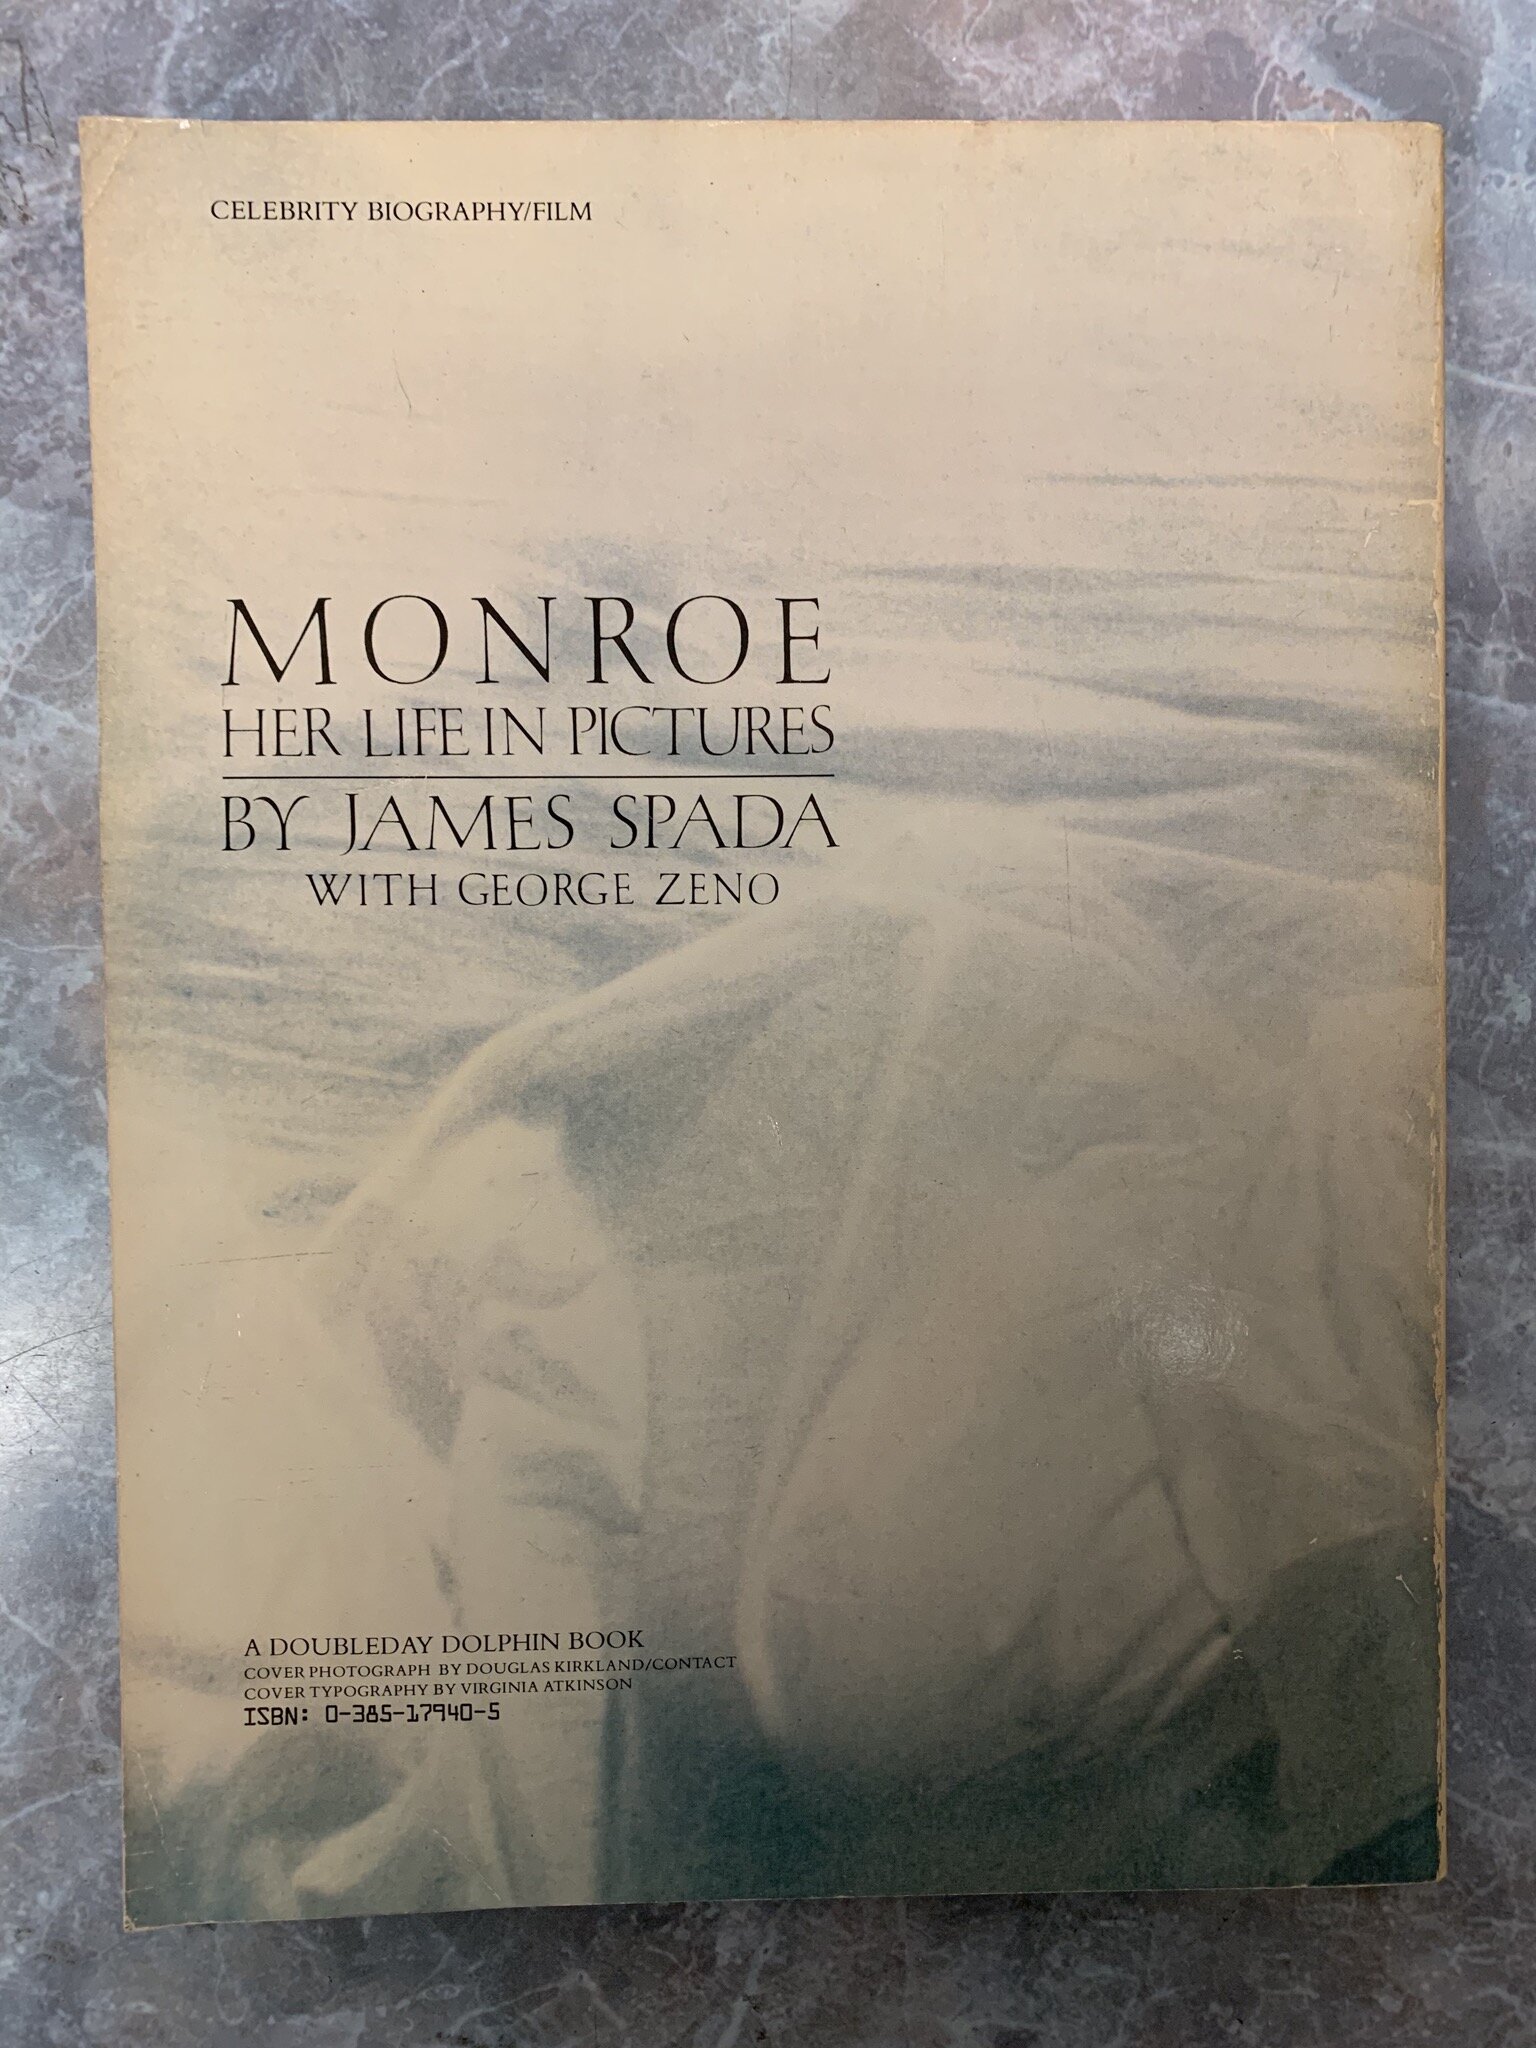 CELEBRITY BIOGRAPHY/FILM
MONROE
HER LIFE IN PICTURES
BY JAMES SPADA
WITH GEORGE ZENO
A DOUBLEDAY DOLPHIN BOOK
COVER PHOTOGRAPH BY DOUGLAS KIRKLAND/CONTACT
COVER TYPOGRAPHY BY VIRGINIA ATKINSON
ISBN: 0-385-17940-5